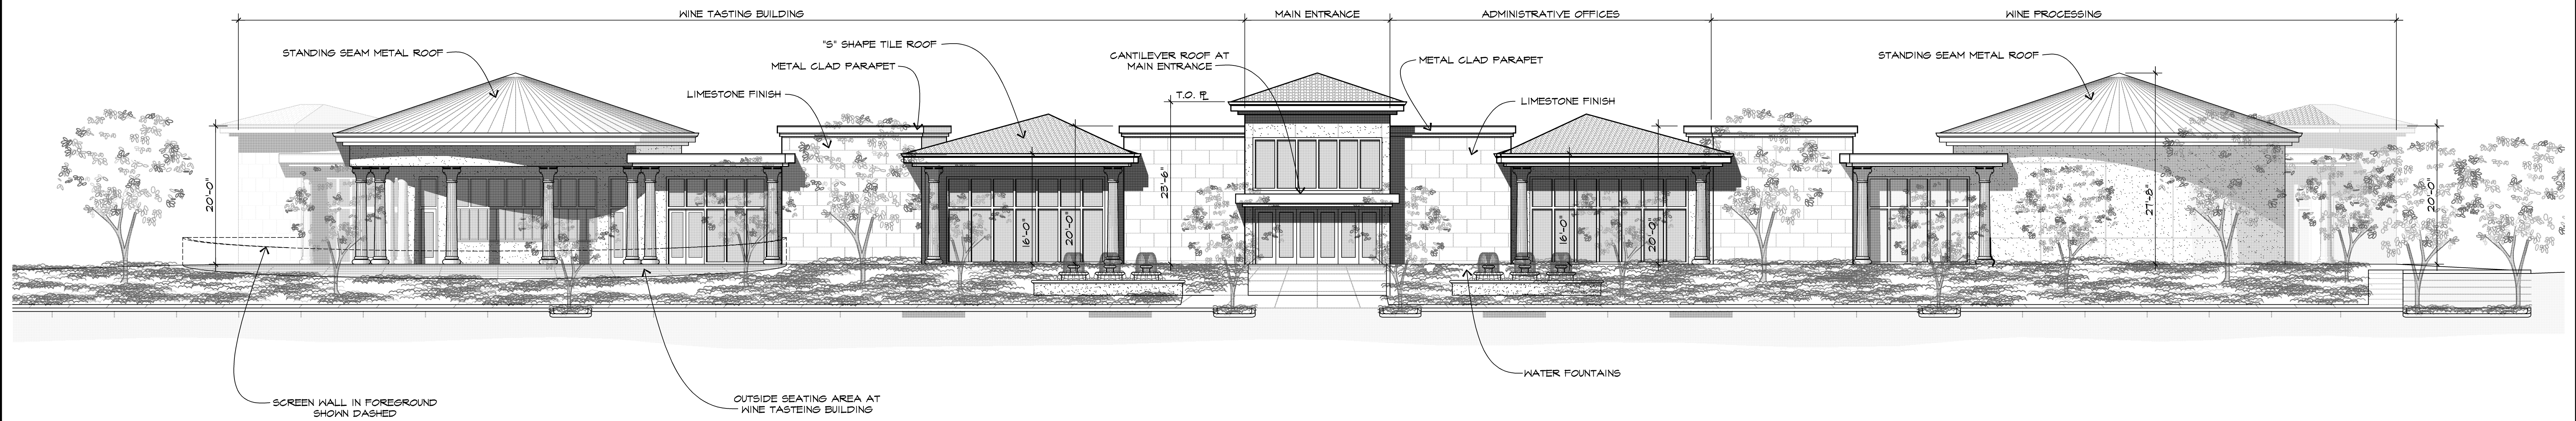 WINE TASTING BUILDING
MAIN ENTRANCE
ADMINISTRATIVE OFFICES
WINE PROCESSING
STANDING SEAM METAL ROOF
"S" SHAPE TILE ROOF
METAL CLAD PARAPET
LIMESTONE FINISH
CANTILEVER ROOF AT
MAIN ENTRANCE
T.O. PL
METAL CLAD PARAPET
LIMESTONE FINISH
STANDING SEAM METAL ROOF
20'-0"
16'-0"
20'-0"
23'-6"
16'-0"
20'-0"
27'-8"
20'-0"
WATER FOUNTAINS
SCREEN WALL IN FOREGROUND
SHOWN DASHED
OUTSIDE SEATING AREA AT
WINE TASTEING BUILDING